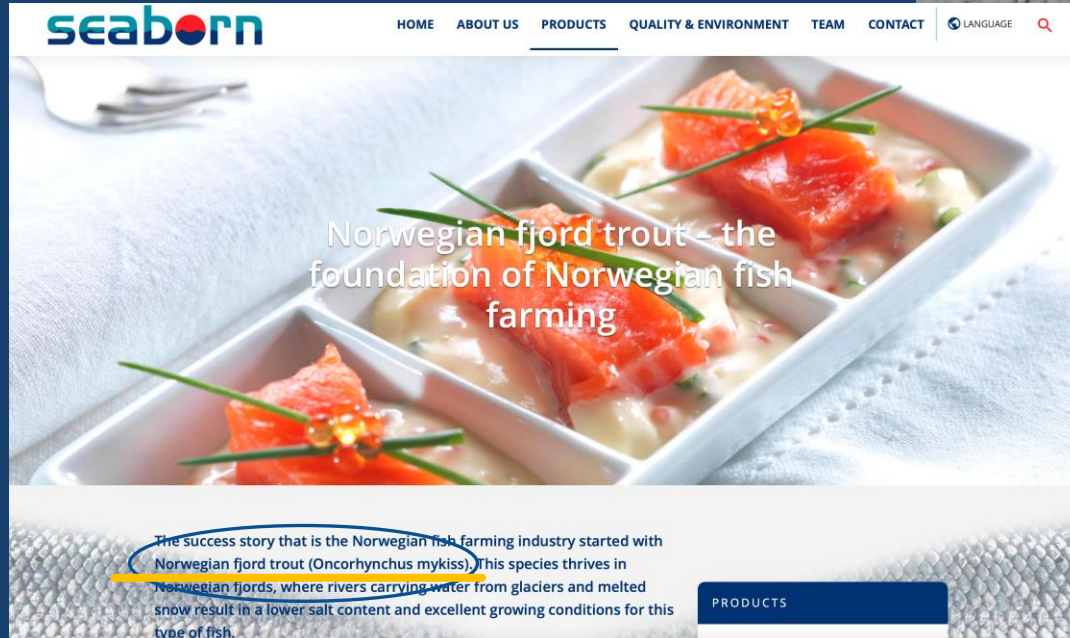 seaborn
HOME ABOUT US PRODUCTS QUALITY & ENVIRONMENT TEAM CONTACT LANGUAGE
Norwegian fjord trout – the
foundation of Norwegian fish
farming
The success story that is the Norwegian fish farming industry started with
Norwegian fjord trout (Oncorhynchus mykiss). This species thrives in
Norwegian fjords, where rivers carrying water from glaciers and melted
snow result in a lower salt content and excellent growing conditions for this
type of fish.
PRODUCTS